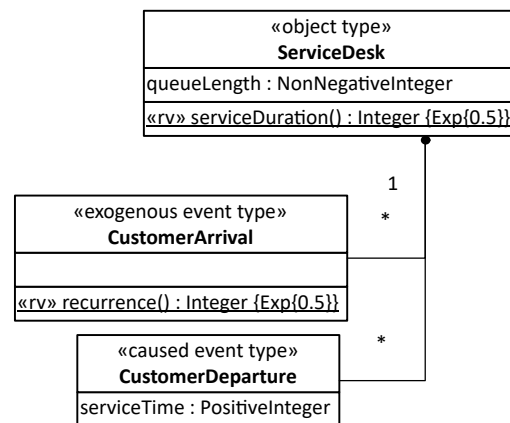 «object type»
ServiceDesk
queueLength : NonNegativeInteger
«rv» serviceDuration() : Integer {Exp{0.5}}
1
*
«exogenous event type»
CustomerArrival
«rv» recurrence() : Integer {Exp{0.5}}
*
«caused event type»
CustomerDeparture
serviceTime : PositiveInteger